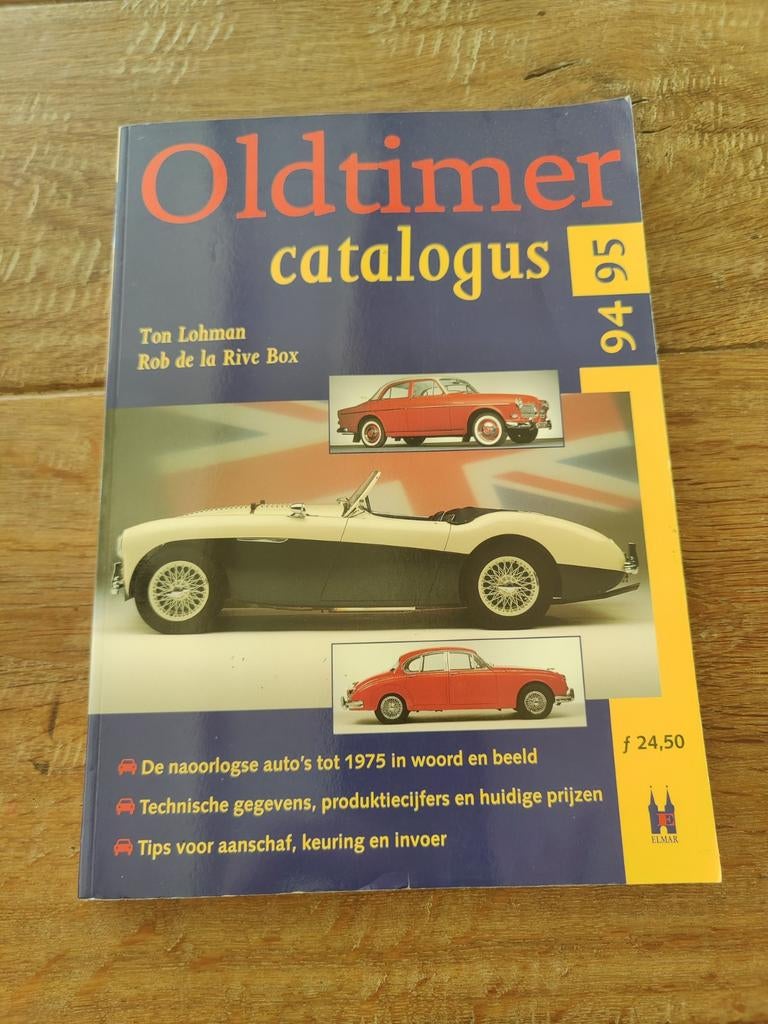 Oldtimer
catalogus
94 95
Ton Lohman
Rob de la Rive Box
De naoorlogse auto's tot 1975 in woord en beeld
Technische gegevens, produktiecijfers en huidige prijzen
Tips voor aanschaf, keuring en invoer
ƒ 24,50
E
ELMAR